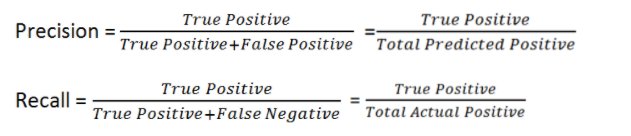 Precision = True Positive / True Positive+False Positive = True Positive / Total Predicted Positive
Recall = True Positive / True Positive+False Negative = True Positive / Total Actual Positive